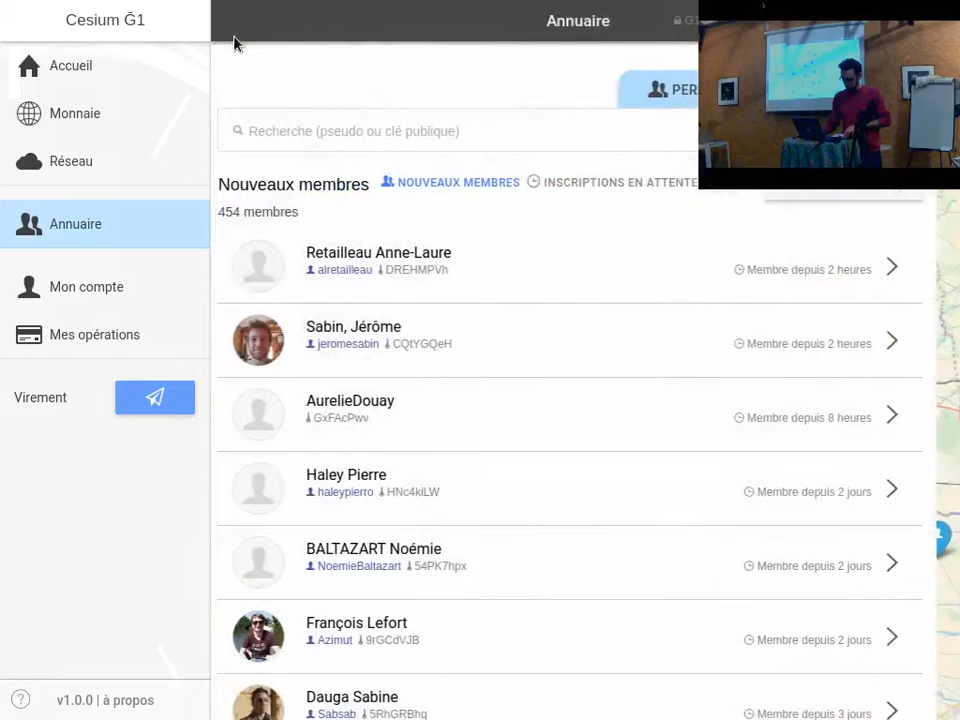 Cesium Ğ1
Annuaire
G1
Accueil
Monnaie
Réseau
Annuaire
Mon compte
Mes opérations
Virement
v1.0.0 | à propos
PER
Recherche (pseudo ou clé publique)
Nouveaux membres NOUVEAUX MEMBRES INSCRIPTIONS EN ATTENTE
454 membres
Retailleau Anne-Laure
alretailleau DREHMPVh
Membre depuis 2 heures
Sabin, Jérôme
jeromesabin CQtYGQeH
Membre depuis 2 heures
AurelieDouay
GxFAcPwv
Membre depuis 8 heures
Haley Pierre
haleypierro HNc4kiLW
Membre depuis 2 jours
BALTAZART Noémie
NoemieBaltazart 54PK7hpx
Membre depuis 2 jours
François Lefort
Azimut 9rGCdVJB
Membre depuis 2 jours
Dauga Sabine
Sabsab 5RhGRBhq
Membre depuis 3 jours